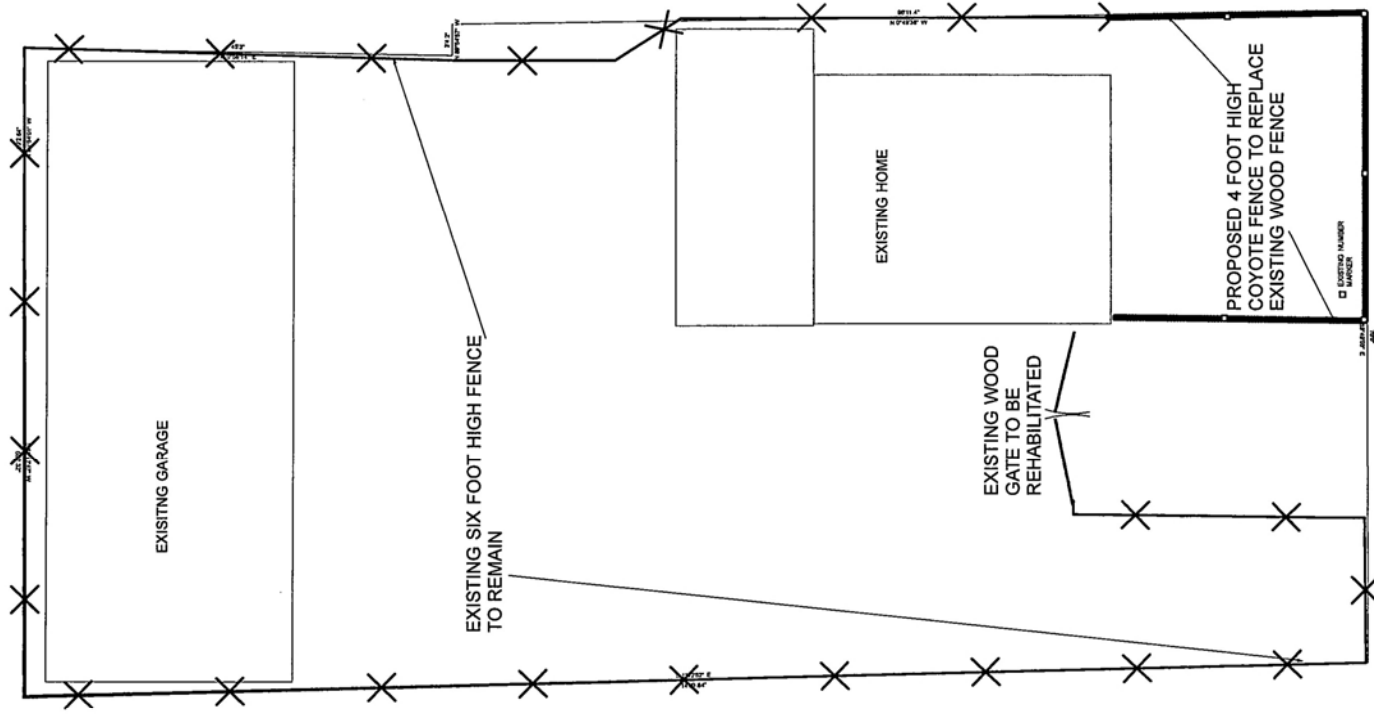 EXISITNG GARAGE
EXISTING SIX FOOT HIGH FENCE
TO REMAIN
EXISTING HOME
EXISTING WOOD
GATE TO BE
REHABILITATED
PROPOSED 4 FOOT HIGH
COYOTE FENCE TO REPLACE
EXISTING WOOD FENCE
EXISTING NUMBER
MARKER